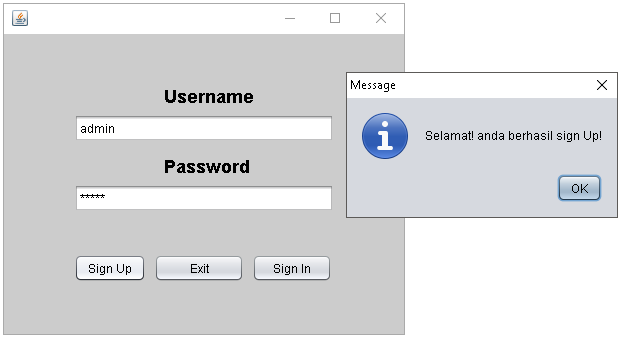 Username
admin
Password
*****
Sign Up
Exit
Sign In
Message
Selamat! anda berhasil sign Up!
OK